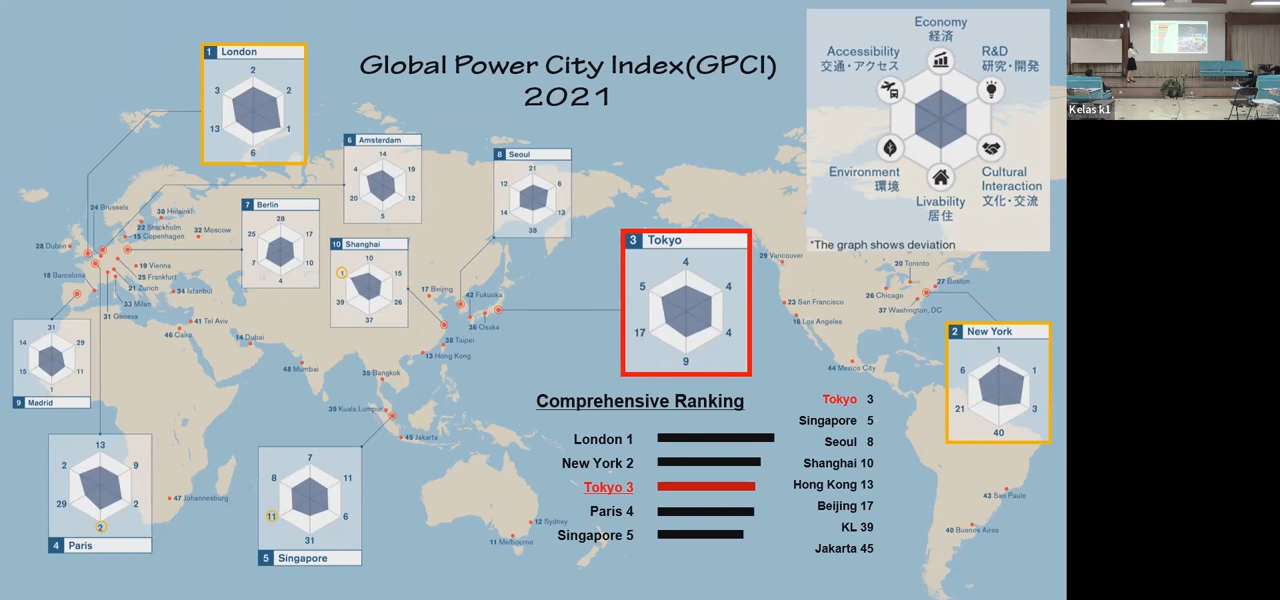 Global Power City Index(GPCI)
2021
1 London
2
3 2
13 1
6
6 Amsterdam
14
4 19
20 12
5
8 Seoul
21
12 6
14 13
38
7 Berlin
28
25 17
7 10
4
10 Shanghai
10
1 15
39 26
37
3 Tokyo
4
5 4
17 4
9
2 New York
1
6 1
21 3
40
31
14 29
15 11
1
9 Madrid
13
2 9
29 2
2
4 Paris
7
8 11
11 6
31
5 Singapore
Economy
経済
Accessibility
交通・アクセス
R&D
研究・開発
Environment
環境
Cultural
Interaction
文化・交流
Livability
居住
*The graph shows deviation
24 Brussels
30 Helsinki
22 Stockholm
15 Copenhagen
32 Moscow
28 Dublin
19 Vienna
25 Frankfurt
21 Zurich
18 Barcelona
33 Milan
31 Geneva
34 Istanbul
41 Tel Aviv
46 Cairo
14 Dubai
48 Mumbai
17 Beijing
42 Fukuoka
36 Osaka
38 Taipei
13 Hong Kong
35 Bangkok
39 Kuala Lumpur
45 Jakarta
47 Johannesburg
12 Sydney
11 Melbourne
29 Vancouver
23 San Francisco
16 Los Angeles
20 Toronto
27 Boston
26 Chicago
37 Washington, DC
44 Mexico City
43 Sao Paulo
40 Buenos Aires
Comprehensive Ranking
London 1
New York 2
Tokyo 3
Paris 4
Singapore 5
Tokyo 3
Singapore 5
Seoul 8
Shanghai 10
Hong Kong 13
Beijing 17
KL 39
Jakarta 45
Kelas k1